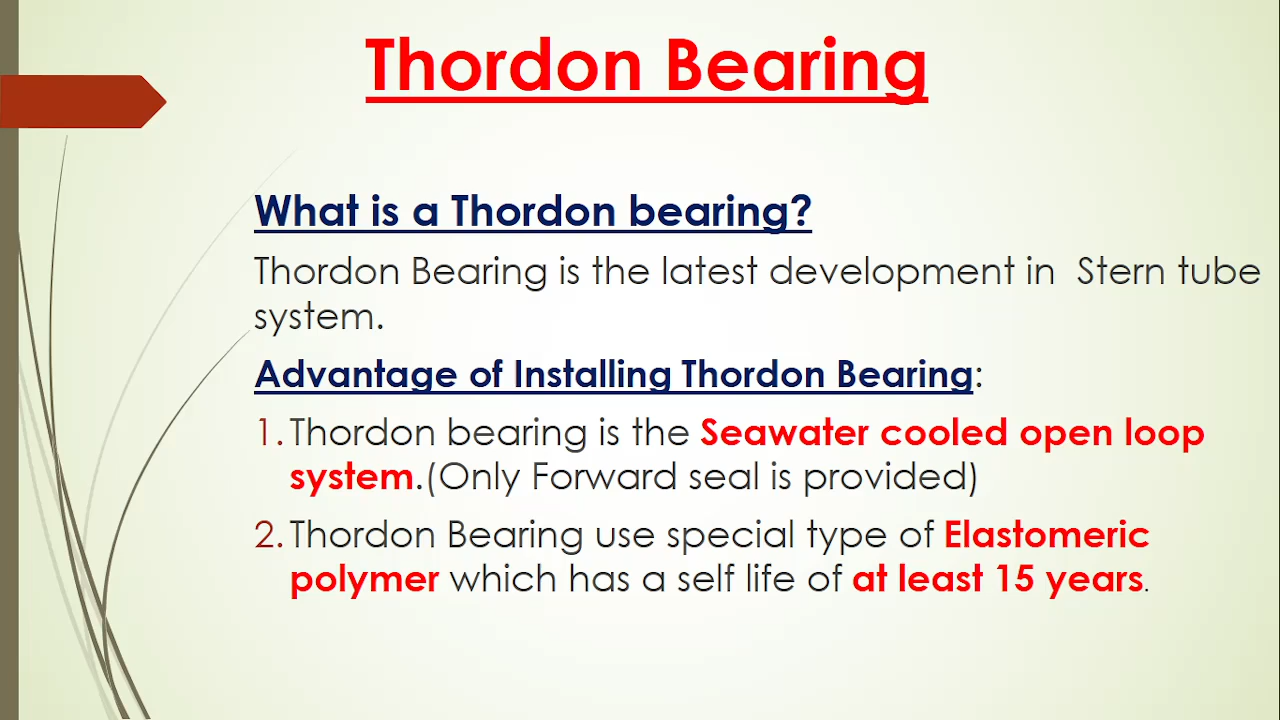 Thordon Bearing
What is a Thordon bearing?
Thordon Bearing is the latest development in  Stern tube
system.
Advantage of Installing Thordon Bearing:
1. Thordon bearing is the Seawater cooled open loop
system.(Only Forward seal is provided)
2. Thordon Bearing use special type of Elastomeric
polymer which has a self life of at least 15 years.